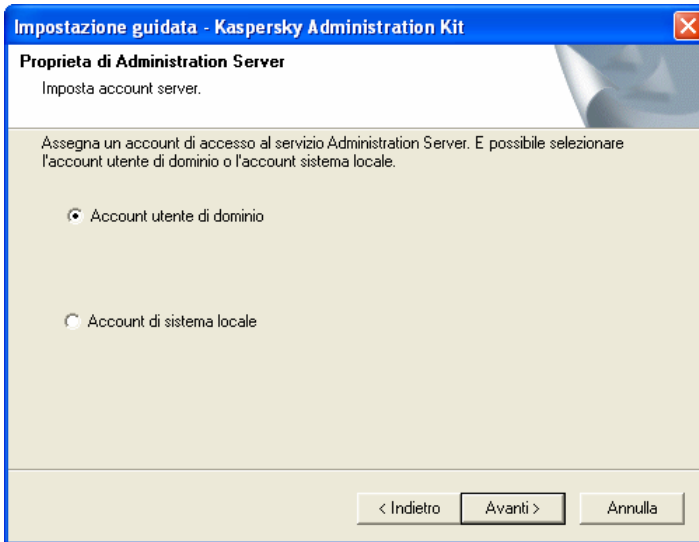 Impostazione guidata - Kaspersky Administration Kit
Proprieta di Administration Server
Imposta account server.
Assegna un account di accesso al servizio Administration Server. E possibile selezionare
l'account utente di dominio o l'account sistema locale.
Account utente di dominio
Account di sistema locale
< Indietro
Avanti >
Annulla